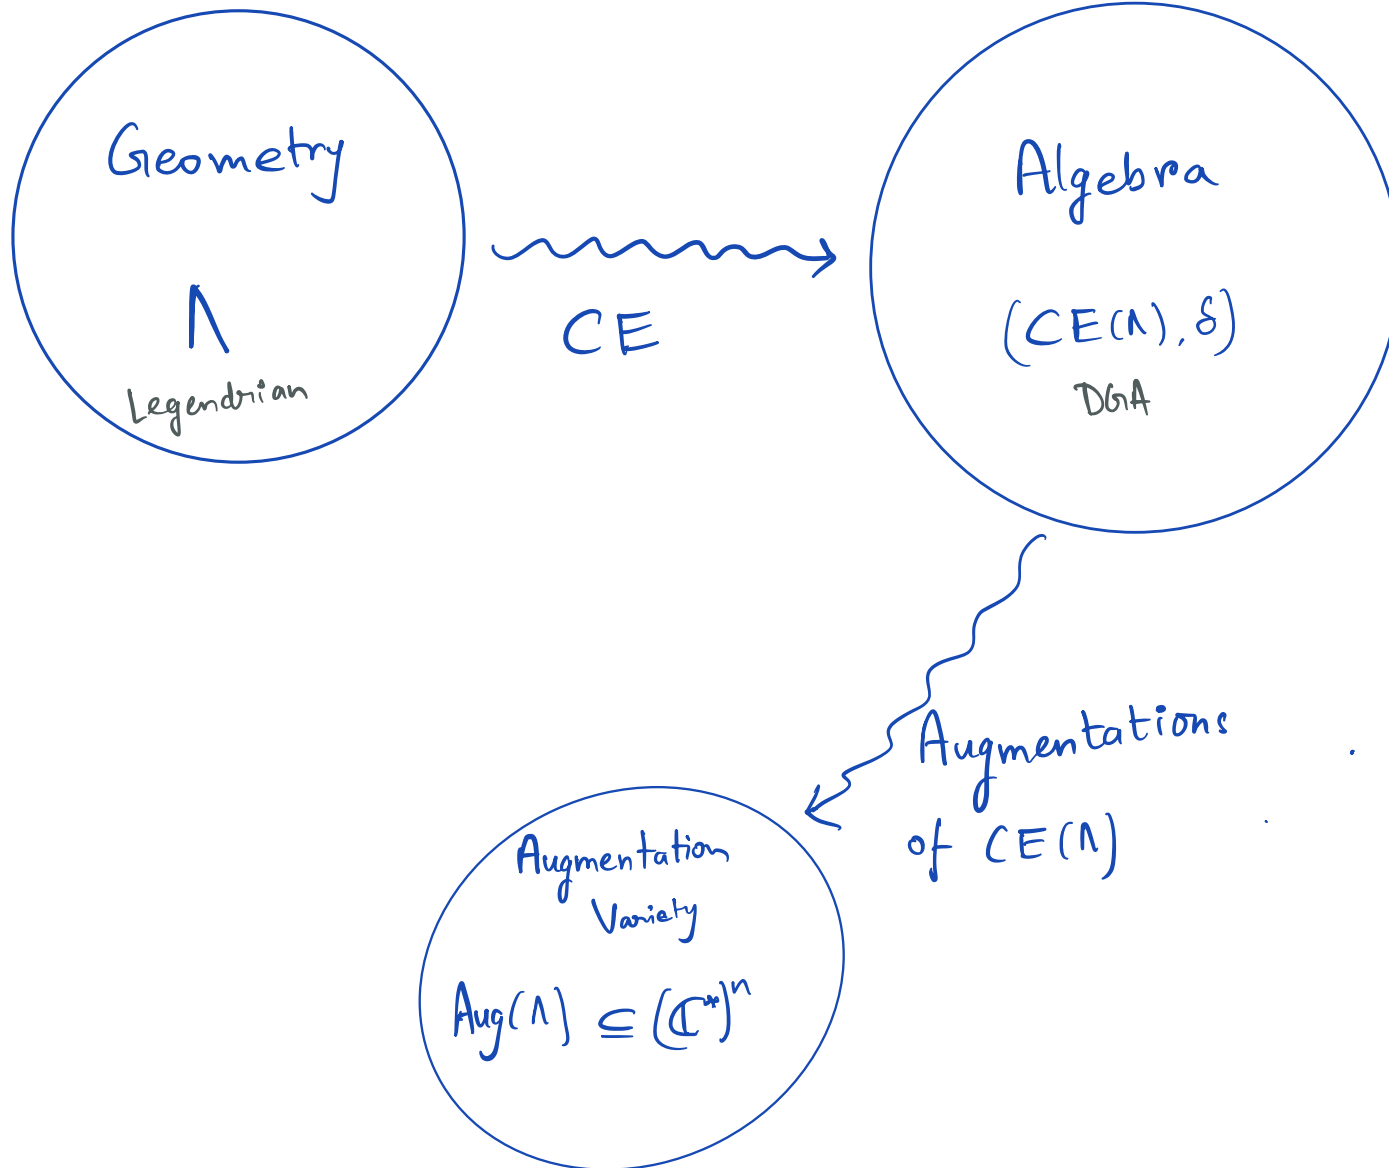 Geometry
Λ
Legendrian
CE
Algebra
(CE(Λ), δ)
DGA
Augmentations
of CE(Λ)
Augmentation
Variety
Aug(Λ) ⊆ (ℂ*)ⁿ